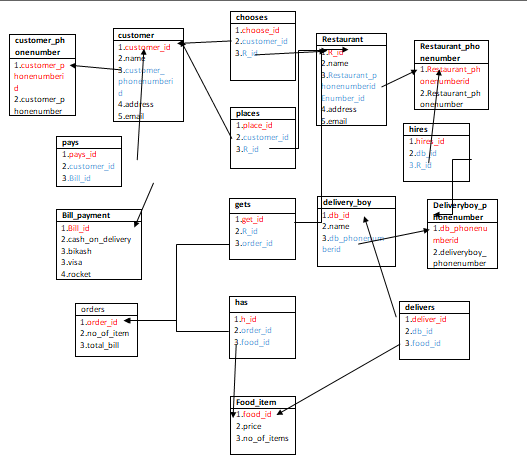 chooses
1.choose_id
2.customer_id
3.R_id
customer
1.customer_id
2.name
3.customer_
phonenumberi
d
4.address
5.email
customer_ph
onenumber
1.customer_p
honenumberi
d
2.customer_p
honenumber
Restaurant
1.R_id
2.name
3.Restaurant_p
honenumberid
Enumber_id
4.address
5.email
Restaurant_pho
nenumber
1.Restaurant_pho
nenumberid
2.Restaurant_ph
onenumber
places
1.place_id
2.customer_id
3.R_id
hires
1.hires_id
2.db_id
3.R_id
pays
1.pays_id
2.customer_id
3.Bill_id
gets
1.get_id
2.R_id
3.order_id
delivery_boy
1.db_id
2.name
3.db_phonenum
berid
Deliveryboy_p
honenumber
1.db_phonenu
mberid
2.deliveryboy_
phonenumber
Bill_payment
1.Bill_id
2.cash_on_delivery
3.bikash
3.visa
4.rocket
orders
1.order_id
2.no_of_item
3.total_bill
has
1.h_id
2.order_id
3.food_id
delivers
1.deliver_id
2.db_id
3.food_id
Food_item
1.food_id
2.price
3.no_of_items